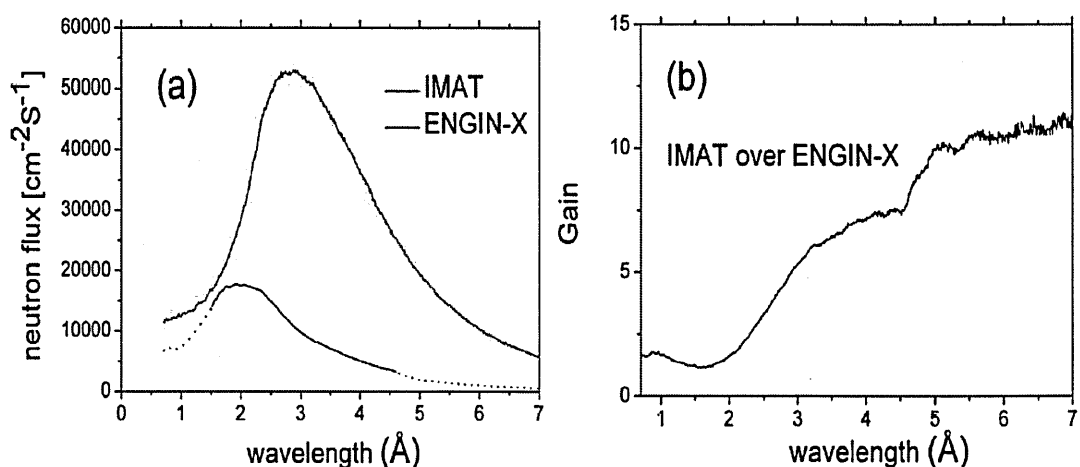 (a)
IMAT
ENGIN-X
neutron flux [cm⁻²S⁻¹]
60000
50000
40000
30000
20000
10000
0
0 1 2 3 4 5 6 7
wavelength (Å)
(b)
IMAT over ENGIN-X
Gain
15
10
5
0
1 2 3 4 5 6 7
wavelength (Å)